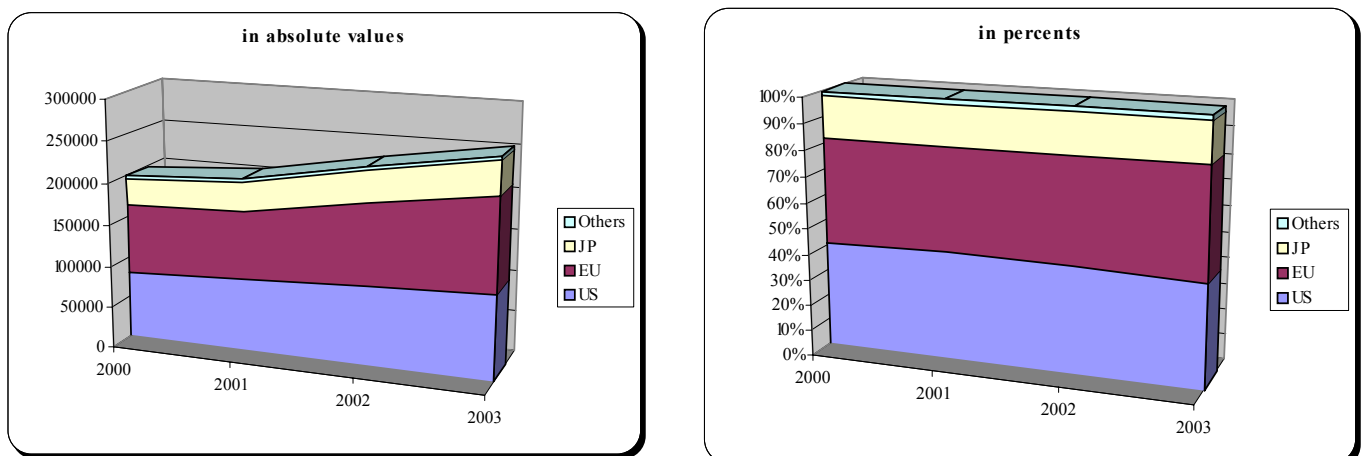 in absolute values
300000
250000
200000
150000
100000
50000
0
2000
2001
2002
2003
Others
JP
EU
US
in percents
100%
90%
80%
70%
60%
50%
40%
30%
20%
10%
0%
2000
2001
2002
2003
Others
JP
EU
US